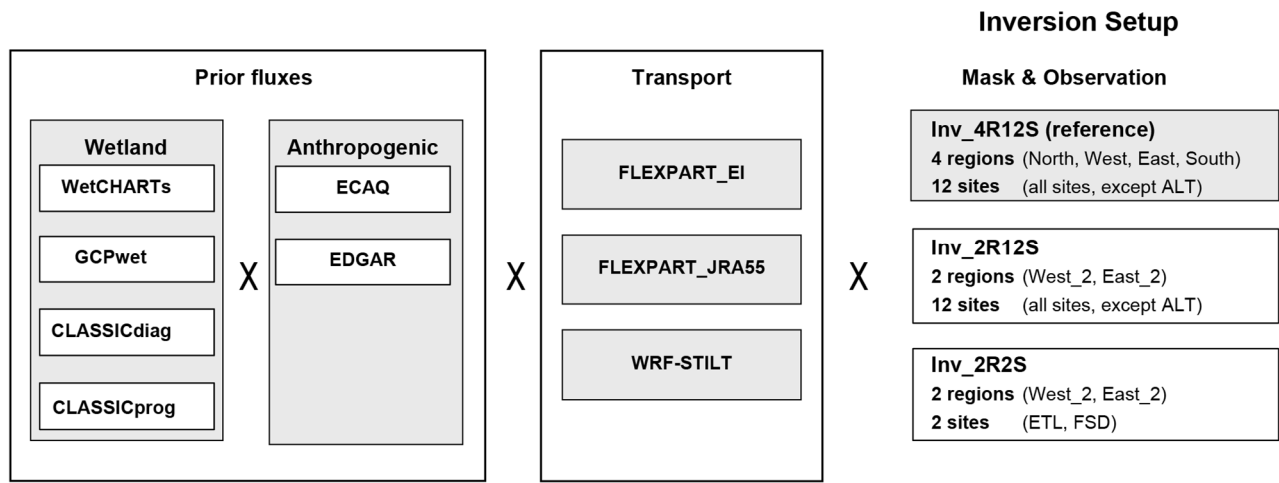 Inversion Setup
Prior fluxes
Wetland
WetCHARTs
GCPwet
CLASSICdiag
CLASSICprog
X
Anthropogenic
ECAQ
EDGAR
X
Transport
FLEXPART_EI
FLEXPART_JRA55
WRF-STILT
X
Mask & Observation
Inv_4R12S (reference)
4 regions (North, West, East, South)
12 sites (all sites, except ALT)
Inv_2R12S
2 regions (West_2, East_2)
12 sites (all sites, except ALT)
Inv_2R2S
2 regions (West_2, East_2)
2 sites (ETL, FSD)